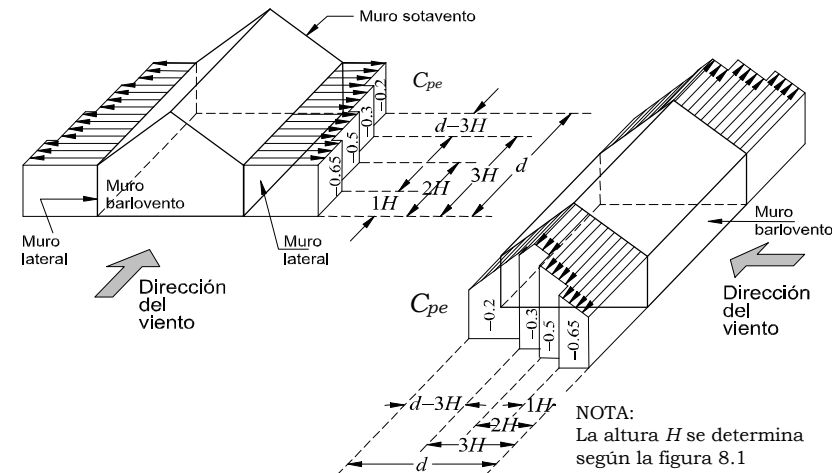 Muro sotavento
Cpe
−0.2
−0.3
−0.5
−0.65
d−3H
d
3H
2H
1H
Muro
barlovento
Muro
lateral
Muro
lateral
Dirección
del
viento
Muro
barlovento
Dirección
del
viento
Cpe
−0.2
−0.3
−0.5
−0.65
d−3H
1H
2H
3H
d
NOTA:
La altura H se determina
según la figura 8.1